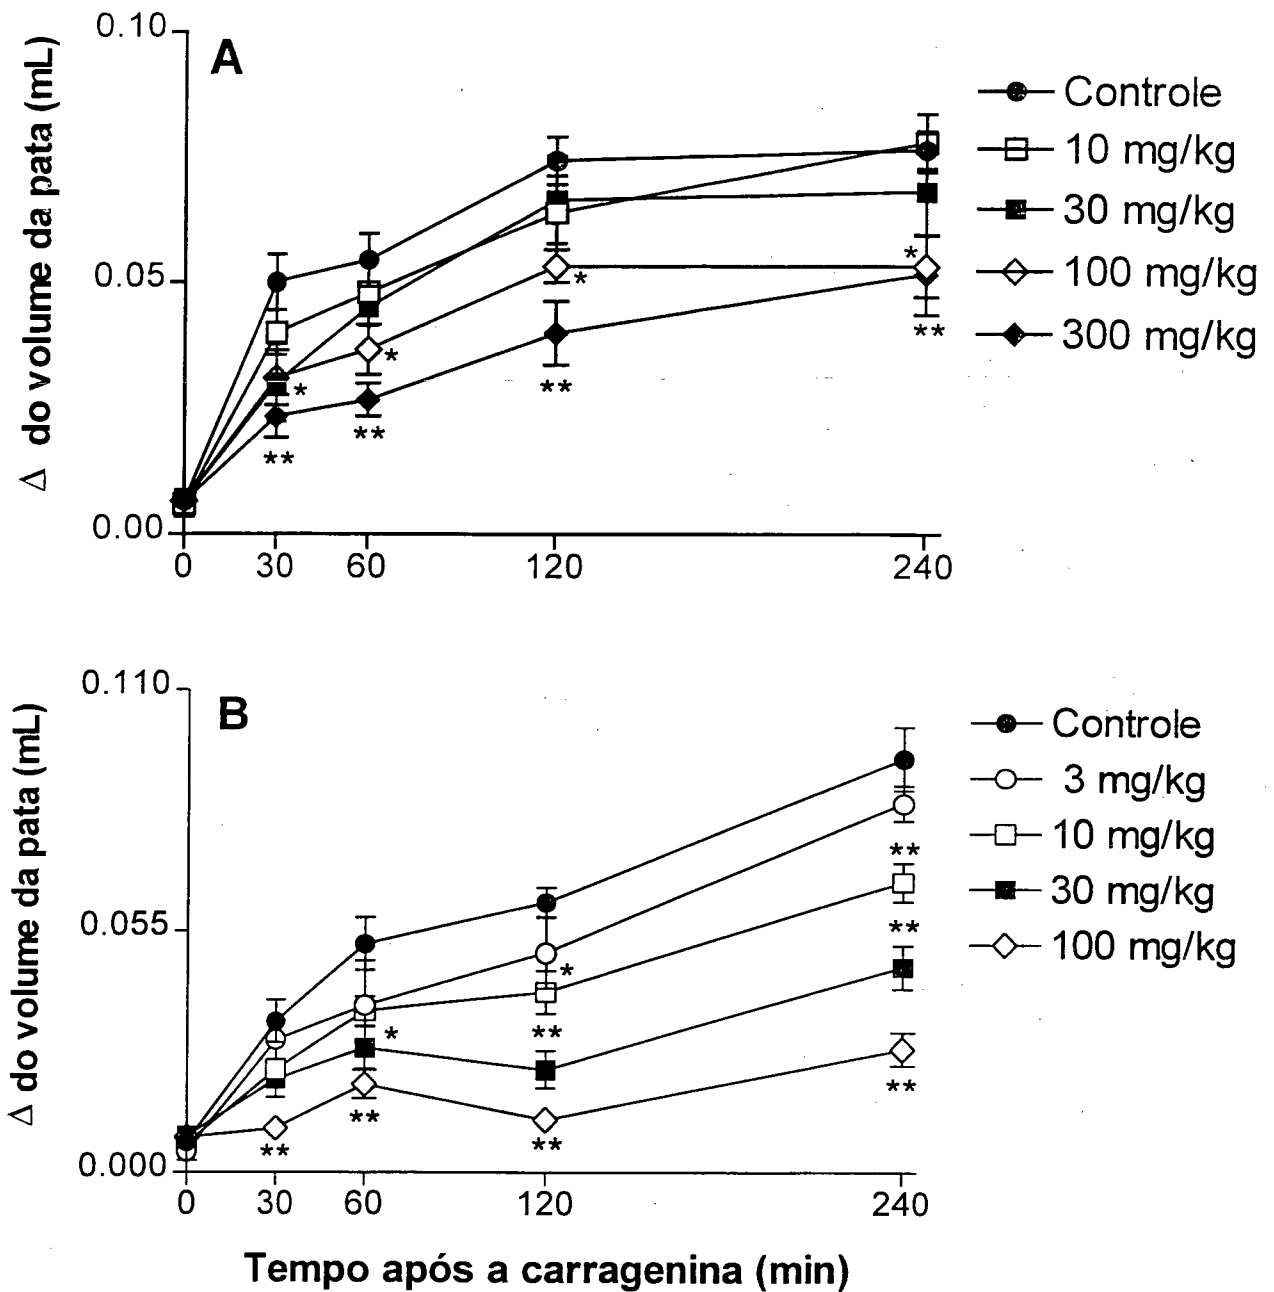 A
Δ do volume da pata (mL)
0.10
0.05
0.00
0 30 60 120 240
Controle
10 mg/kg
30 mg/kg
100 mg/kg
300 mg/kg
*
*
*
*
**
**
**
**
B
Δ do volume da pata (mL)
0.110
0.055
0.000
0 30 60 120 240
Controle
3 mg/kg
10 mg/kg
30 mg/kg
100 mg/kg
**
**
*
*
**
**
**
**
**
Tempo após a carragenina (min)